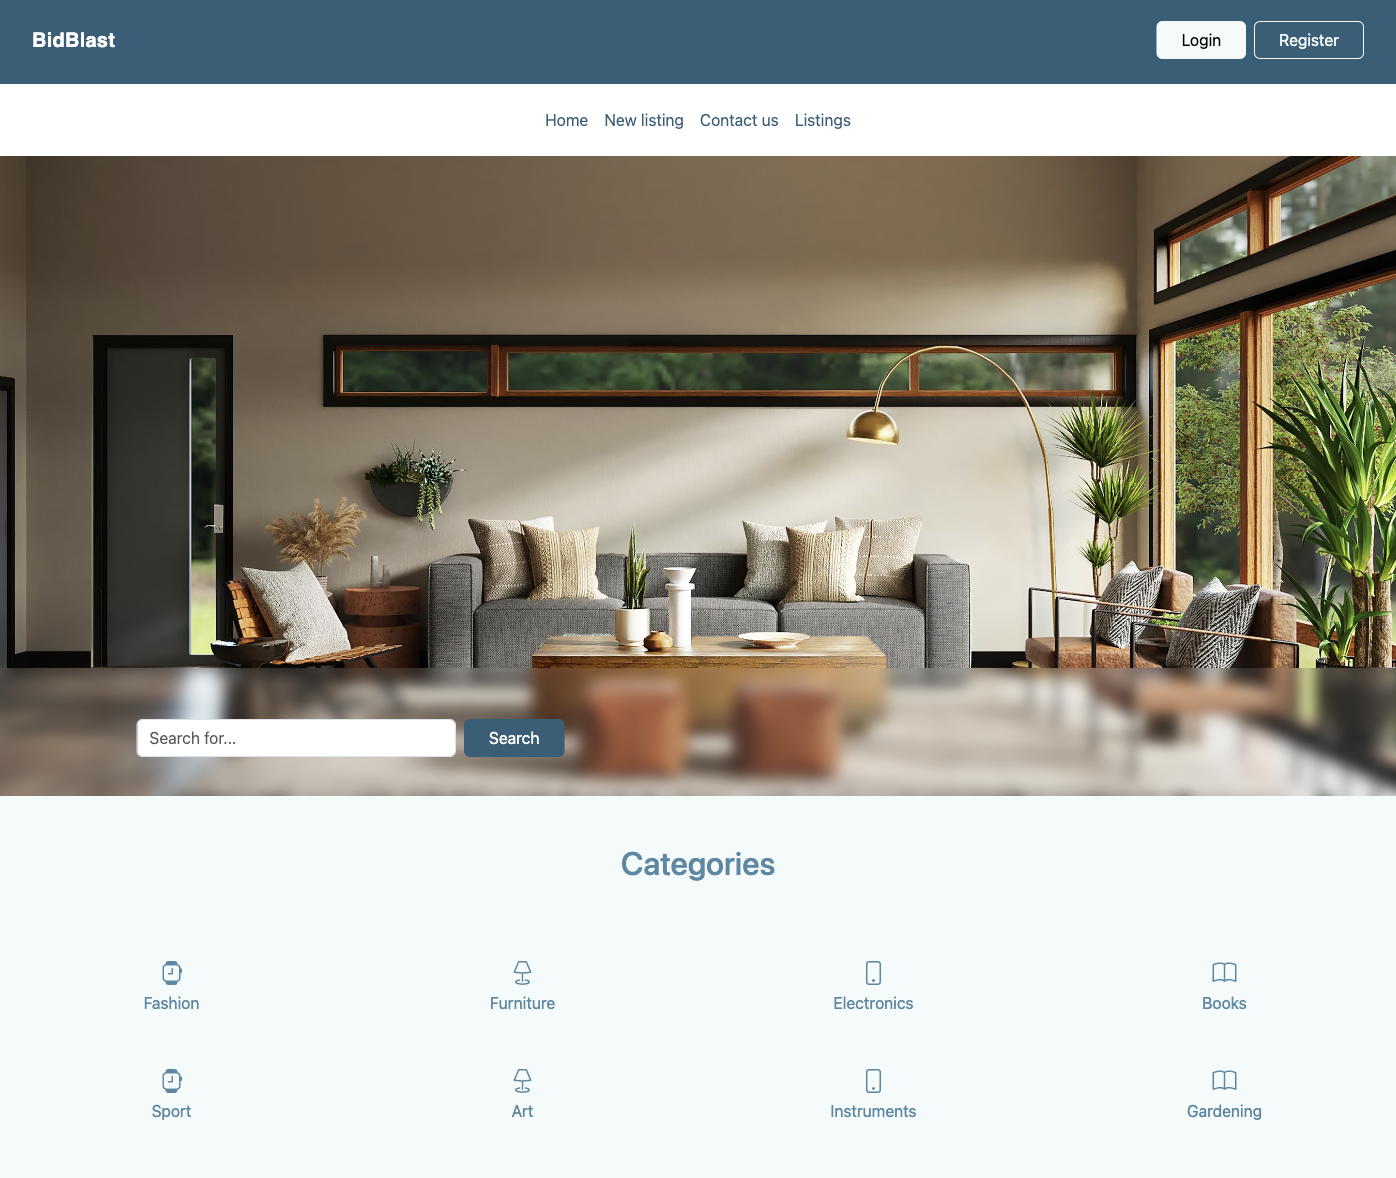 BidBlast
Login
Register
Home New listing Contact us Listings
Search for...
Search
Categories
Fashion
Furniture
Electronics
Books
Sport
Art
Instruments
Gardening